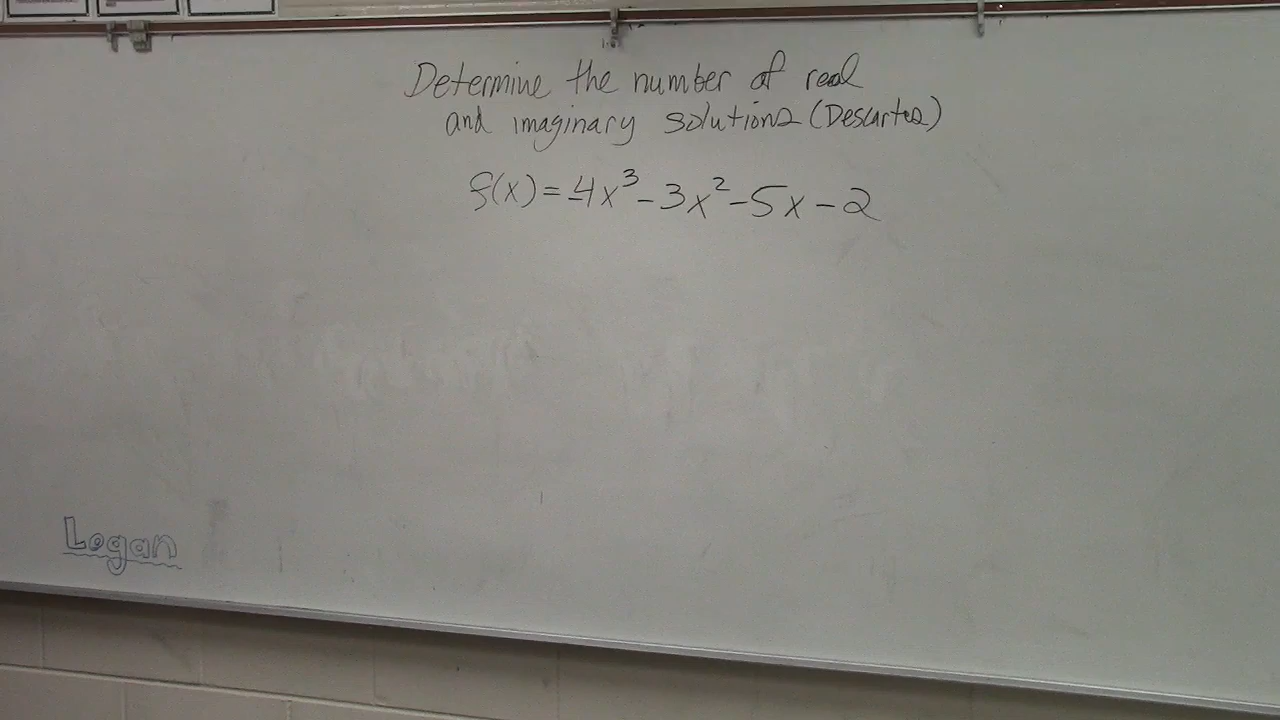 Determine the number of real
and imaginary solutions (Descartes)
f(x) = 4x³ - 3x² - 5x - 2
Logan